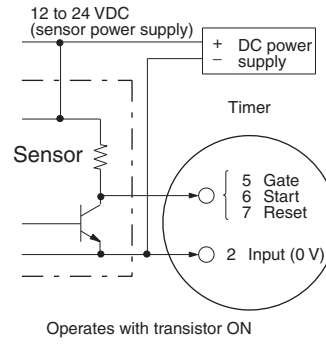 12 to 24 VDC
(sensor power supply)
+ DC power
− supply
Timer
Sensor
5 Gate
6 Start
7 Reset
2 Input (0 V)
Operates with transistor ON